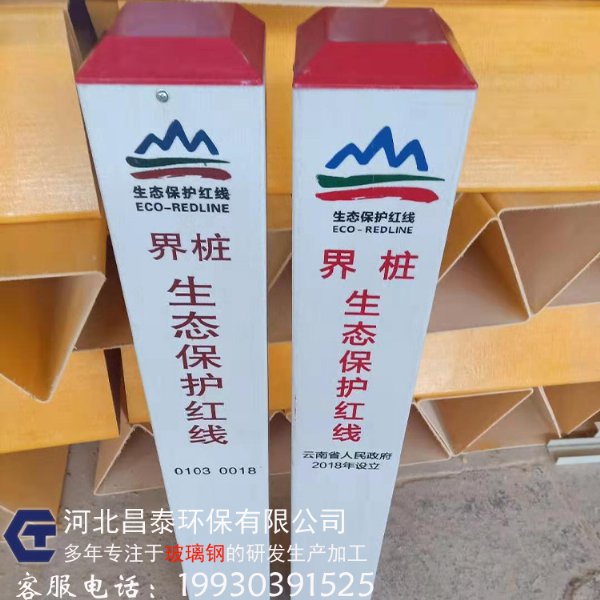 生态保护红线
ECO-REDLINE
界桩
生态保护红线
0103 0018
生态保护红线
ECO-REDLINE
界桩
生态保护红线
云南省人民政府
2018年设立
CT
河北昌泰环保有限公司
多年专注于玻璃钢的研发生产加工
客服电话：19930391525